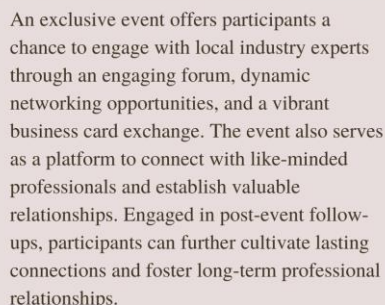 An exclusive event offers participants a
chance to engage with local industry experts
through an engaging forum, dynamic
networking opportunities, and a vibrant
business card exchange. The event also serves
as a platform to connect with like-minded
professionals and establish valuable
relationships. Engaged in post-event follow-
ups, participants can further cultivate lasting
connections and foster long-term professional
relationships.